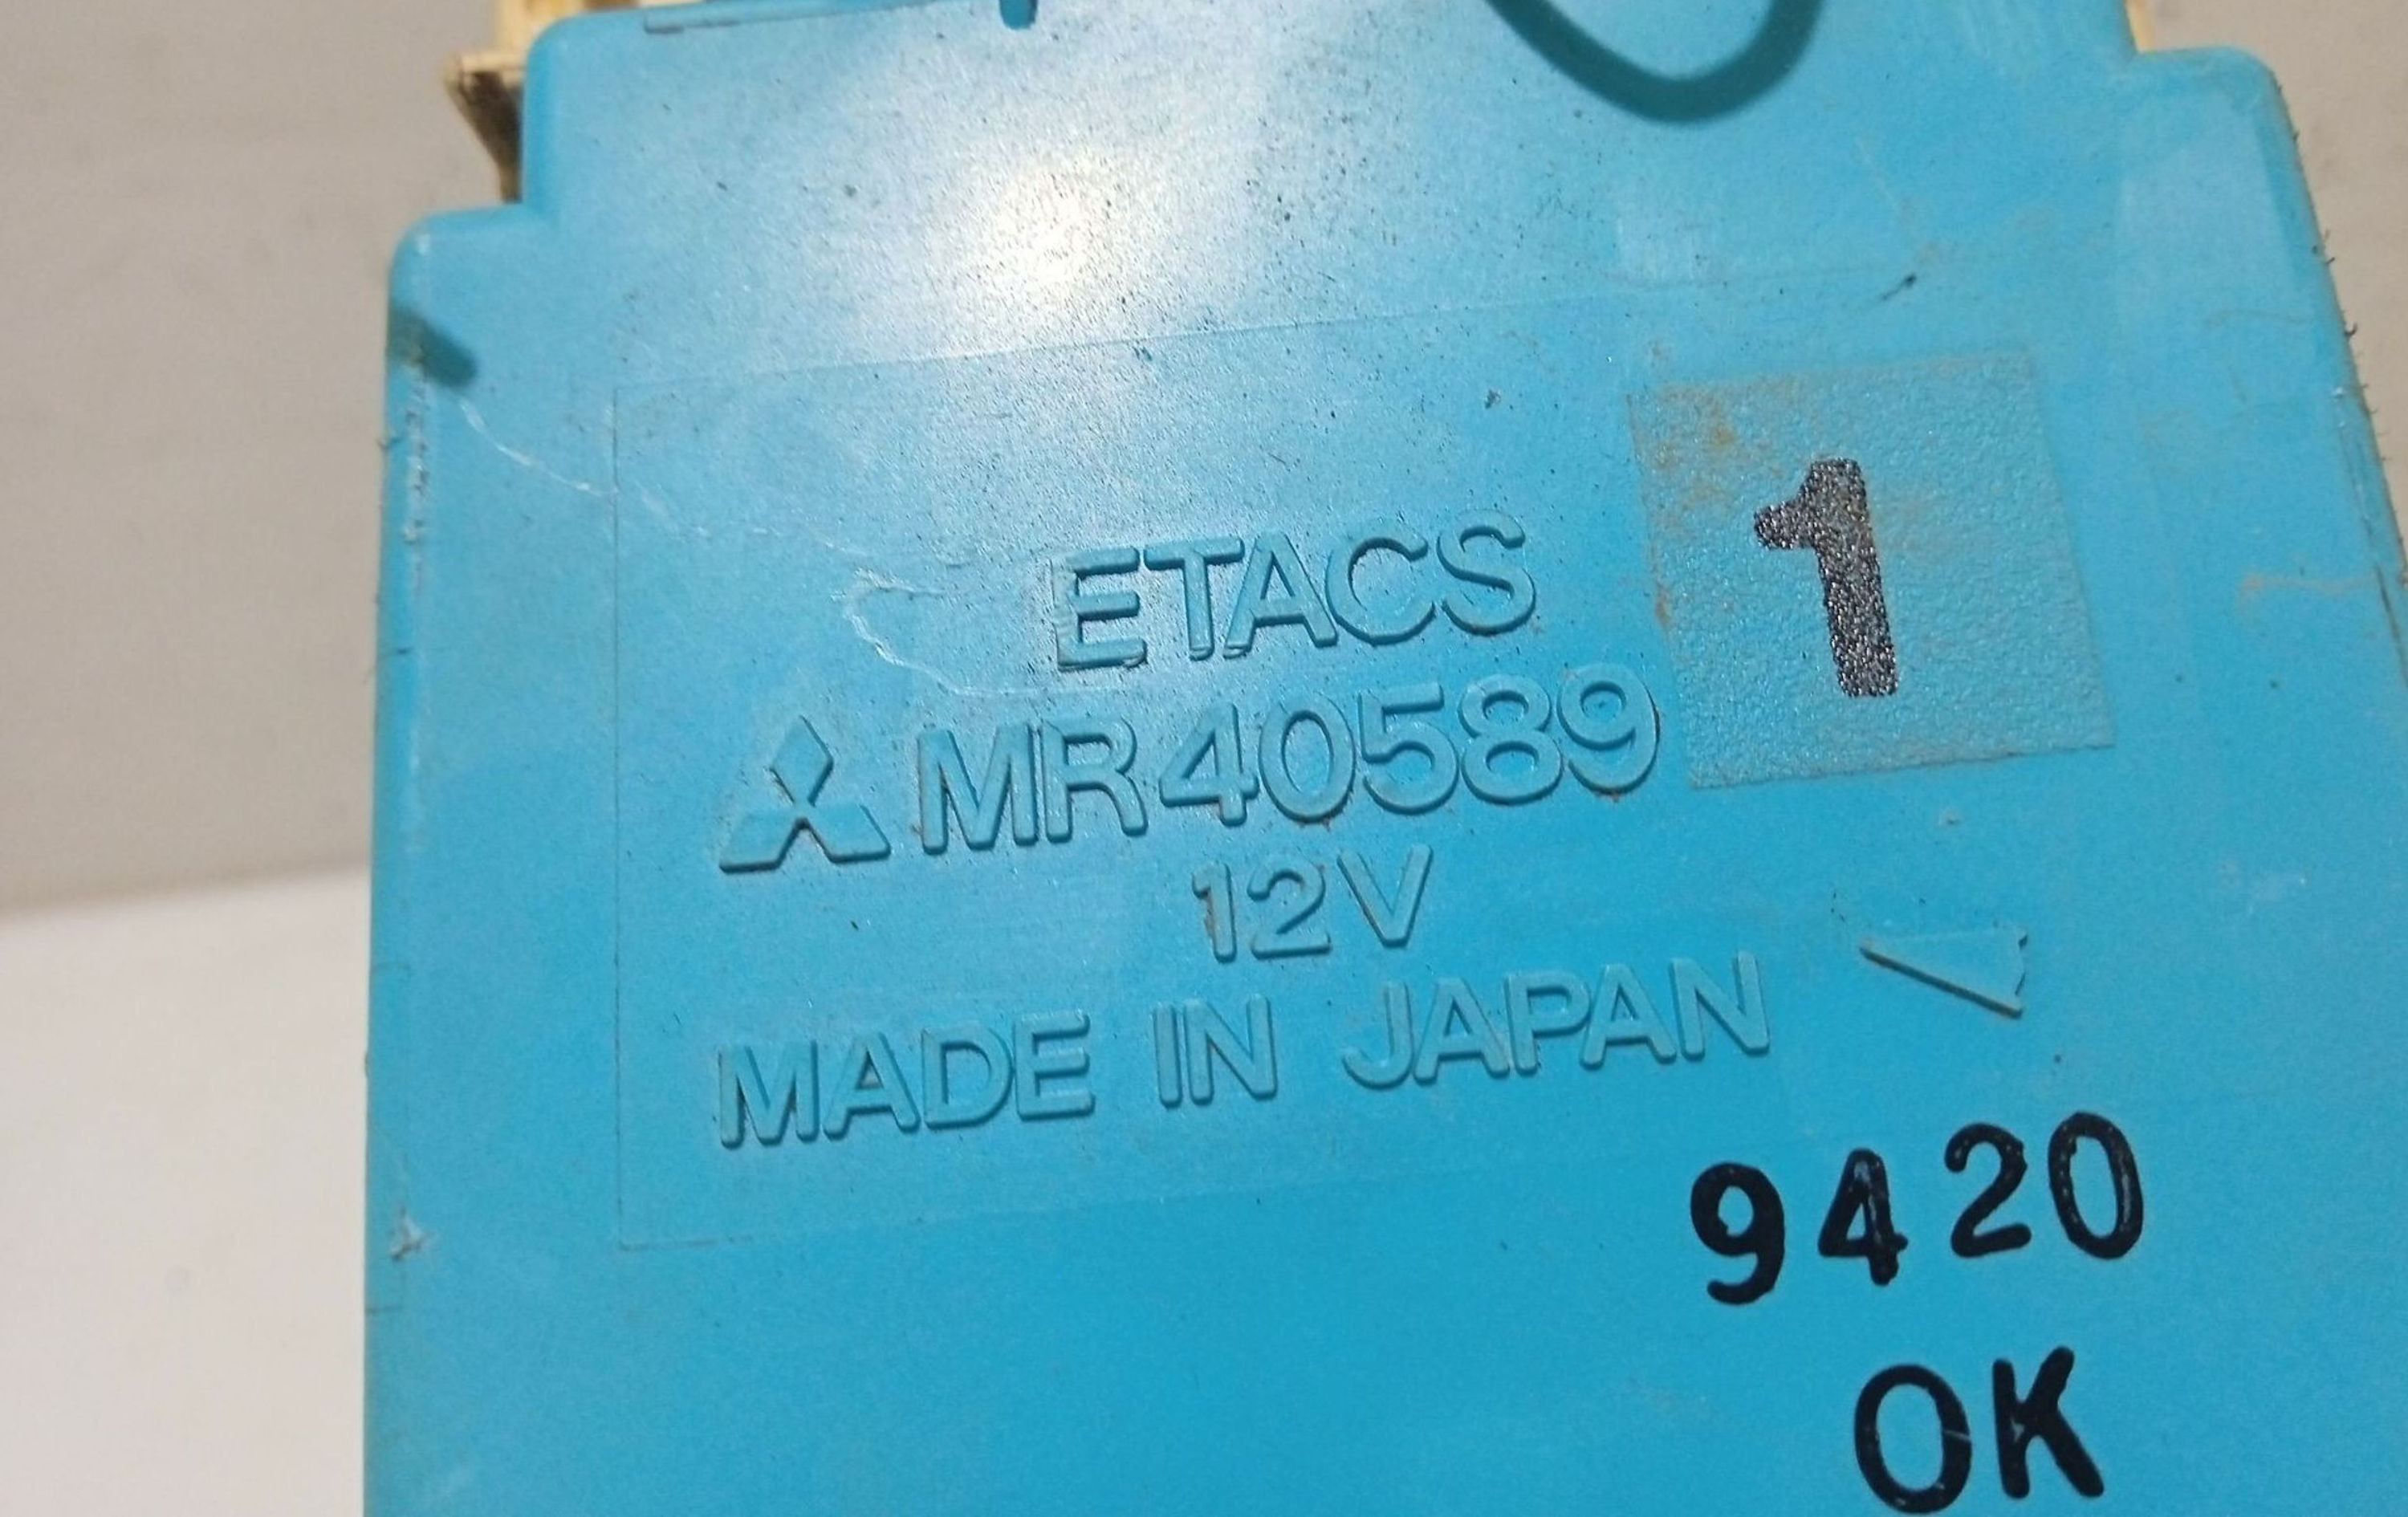 ETACS
MR40589 1
12V
MADE IN JAPAN
9420
OK